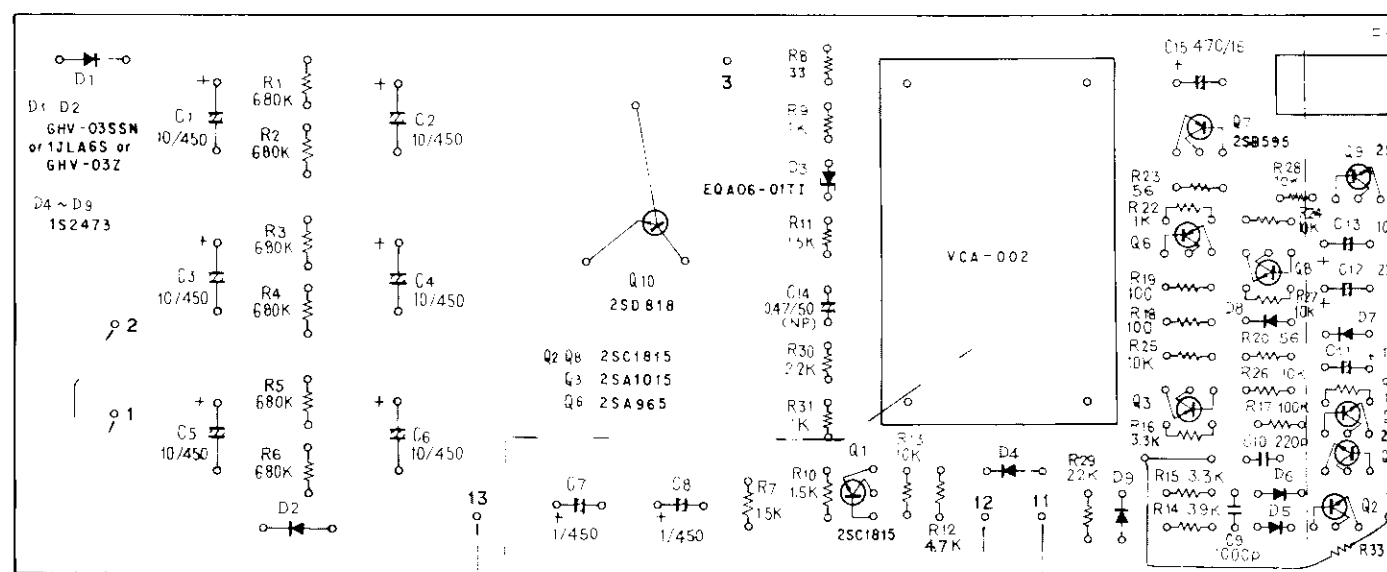 D1
D1 D2
GHV-03SSN
or 1JLA6S or
GHV-03Z
D4 ~ D9
1S2473
C1
10/450
R1
680K
R2
680K
C2
10/450
R3
680K
C3
10/450
R4
680K
C4
10/450
2
1
R5
680K
C5
10/450
R6
680K
C6
10/450
D2
13
C7
1/450
C8
1/450
3
Q10
2SD818
Q2 Q8 2SC1815
Q3 2SA1015
Q6 2SA965
R8
33
R9
1K
D3
EQA06-01TI
R11
15K
C14
0.47/50
(NP)
R30
2.2K
R31
1K
R7
15K
R10
1.5K
Q1
2SC1815
R13
10K
R12
4.7K
D4
12
11
R29
22K
D9
VCA-002
C15 470/16
Q7
2SB595
R23
56
R22
1K
Q6
R19
100
R18
100
R25
10K
Q3
R16
3.3K
R15 3.3K
R14 39K
C9
1000p
R28
10K
R24
10K
Q9
C13
C12
Q8
R27
10K
D8
D7
R20 56
C11
R26 10K
R17 100K
C10 220p
D6
D5
Q2
R33